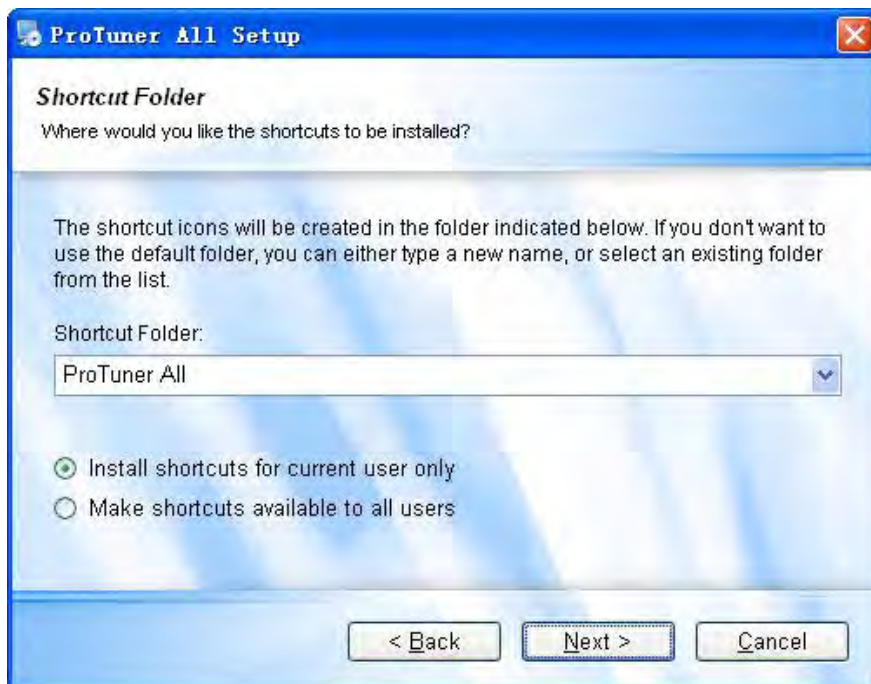 ProTuner All Setup
Shortcut Folder
Where would you like the shortcuts to be installed?
The shortcut icons will be created in the folder indicated below. If you don't want to
use the default folder, you can either type a new name, or select an existing folder
from the list.
Shortcut Folder:
ProTuner All
Install shortcuts for current user only
Make shortcuts available to all users
< Back
Next >
Cancel